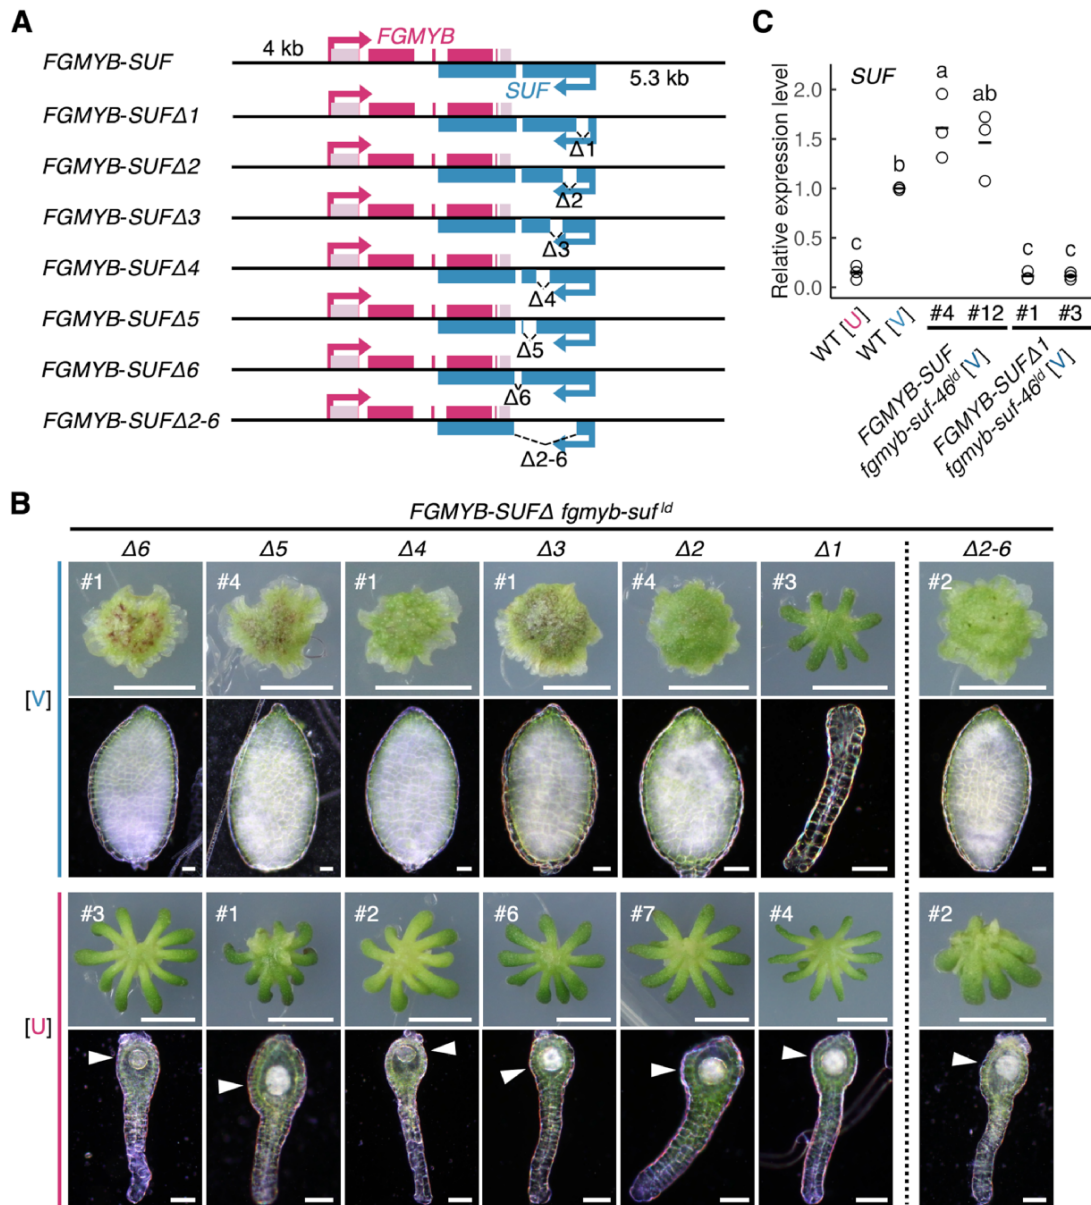 A
FGMYB-SUF
4 kb
FGMYB
SUF
5.3 kb
FGMYB-SUFΔ1
Δ1
FGMYB-SUFΔ2
Δ2
FGMYB-SUFΔ3
Δ3
FGMYB-SUFΔ4
Δ4
FGMYB-SUFΔ5
Δ5
FGMYB-SUFΔ6
Δ6
FGMYB-SUFΔ2-6
Δ2-6
C
Relative expression level
SUF
2.0
1.5
1.0
0.5
0.0
c
b
a
ab
c
c
WT [U]
WT [V]
#4 #12 #1 #3
FGMYB-SUF
fgmyb-suf-46ld [V]
FGMYB-SUFΔ1
fgmyb-suf-46ld [V]
B
FGMYB-SUFΔ fgmyb-suf ld
Δ6 Δ5 Δ4 Δ3 Δ2 Δ1 Δ2-6
[V]
#1 #4 #1 #1 #4 #3 #2
[U]
#3 #1 #2 #6 #7 #4 #2